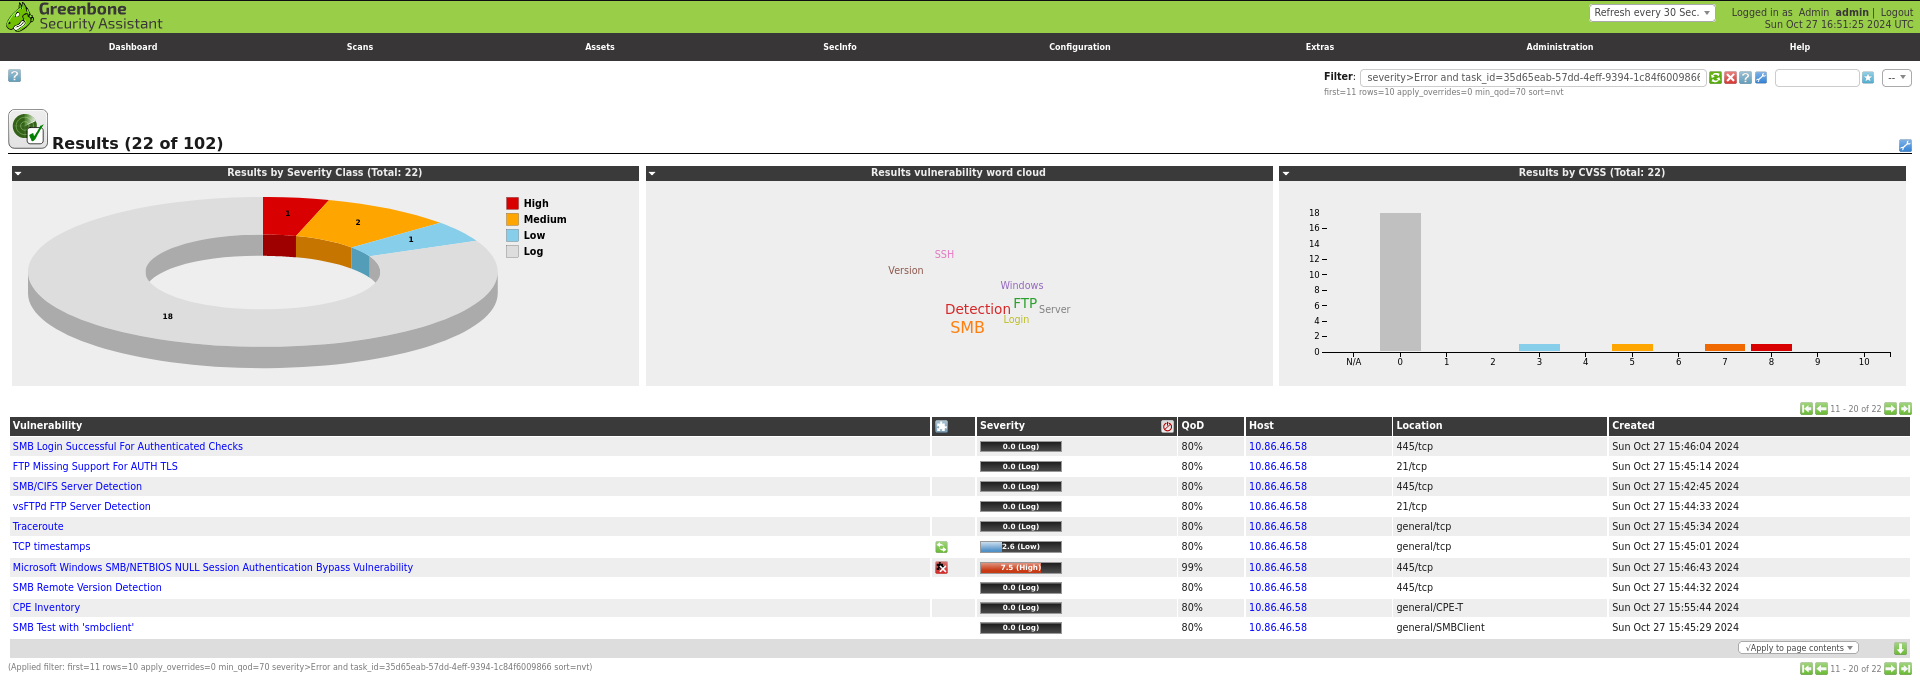 Greenbone
Security Assistant
Refresh every 30 Sec.
Logged in as Admin admin | Logout
Sun Oct 27 16:51:25 2024 UTC
Dashboard Scans Assets SecInfo Configuration Extras Administration Help
Filter: severity>Error and task_id=35d65eab-57dd-4eff-9394-1c84f6009866 --
first=11 rows=10 apply_overrides=0 min_qod=70 sort=nvt
Results (22 of 102)
Results by Severity Class (Total: 22)
1
2
1
18
High
Medium
Low
Log
Results vulnerability word cloud
SSH
Version
Windows
FTP
Detection
Server
Login
SMB
Results by CVSS (Total: 22)
18
16
14
12
10
8
6
4
2
0
N/A 0 1 2 3 4 5 6 7 8 9 10
11 - 20 of 22
Vulnerability Severity QoD Host Location Created
SMB Login Successful For Authenticated Checks 0.0 (Log) 80% 10.86.46.58 445/tcp Sun Oct 27 15:46:04 2024
FTP Missing Support For AUTH TLS 0.0 (Log) 80% 10.86.46.58 21/tcp Sun Oct 27 15:45:14 2024
SMB/CIFS Server Detection 0.0 (Log) 80% 10.86.46.58 445/tcp Sun Oct 27 15:42:45 2024
vsFTPd FTP Server Detection 0.0 (Log) 80% 10.86.46.58 21/tcp Sun Oct 27 15:44:33 2024
Traceroute 0.0 (Log) 80% 10.86.46.58 general/tcp Sun Oct 27 15:45:34 2024
TCP timestamps 2.6 (Low) 80% 10.86.46.58 general/tcp Sun Oct 27 15:45:01 2024
Microsoft Windows SMB/NETBIOS NULL Session Authentication Bypass Vulnerability 7.5 (High) 99% 10.86.46.58 445/tcp Sun Oct 27 15:46:43 2024
SMB Remote Version Detection 0.0 (Log) 80% 10.86.46.58 445/tcp Sun Oct 27 15:44:32 2024
CPE Inventory 0.0 (Log) 80% 10.86.46.58 general/CPE-T Sun Oct 27 15:55:44 2024
SMB Test with 'smbclient' 0.0 (Log) 80% 10.86.46.58 general/SMBClient Sun Oct 27 15:45:29 2024
√Apply to page contents
(Applied filter: first=11 rows=10 apply_overrides=0 min_qod=70 severity>Error and task_id=35d65eab-57dd-4eff-9394-1c84f6009866 sort=nvt)
11 - 20 of 22